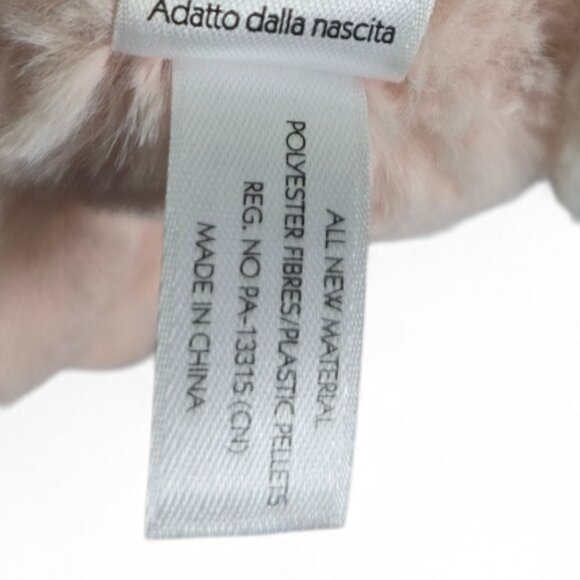 Adatto dalla nascita
ALL NEW MATERIAL
POLYESTER FIBRES/PLASTIC PELLETS
REG. NO PA-13315 (CN)
MADE IN CHINA